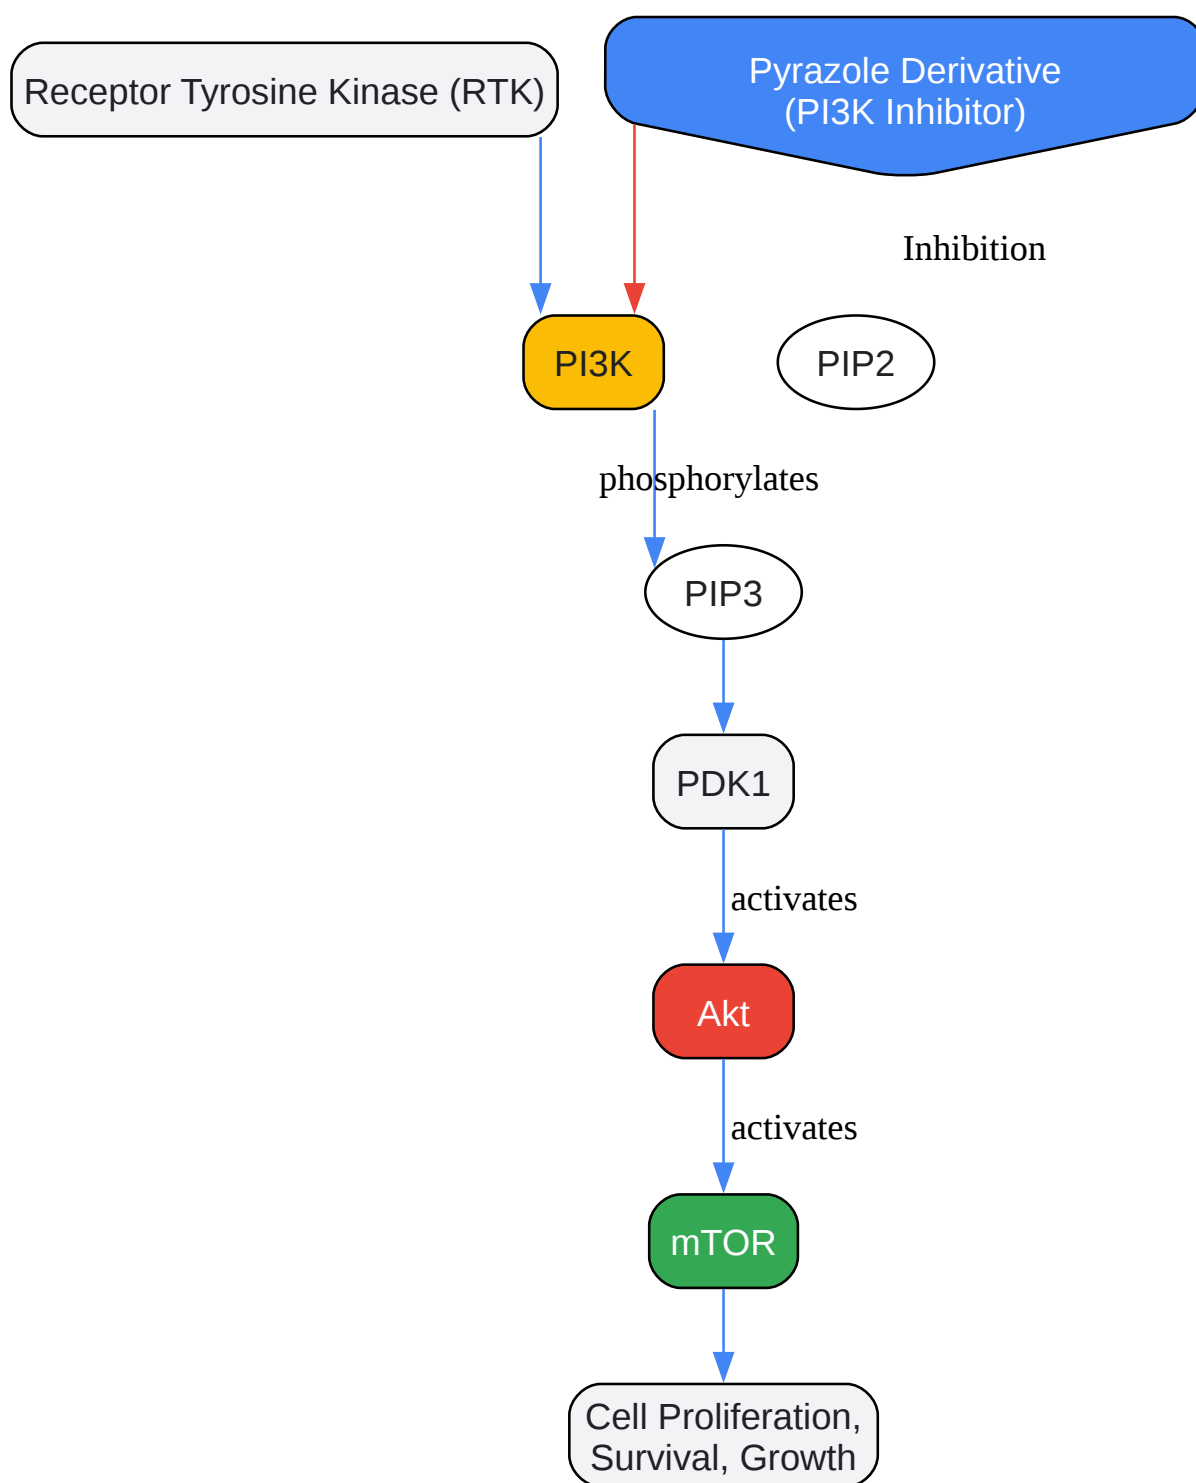 Receptor Tyrosine Kinase (RTK)
Pyrazole Derivative
(PI3K Inhibitor)
Inhibition
PI3K
PIP2
phosphorylates
PIP3
PDK1
activates
Akt
activates
mTOR
Cell Proliferation,
Survival, Growth